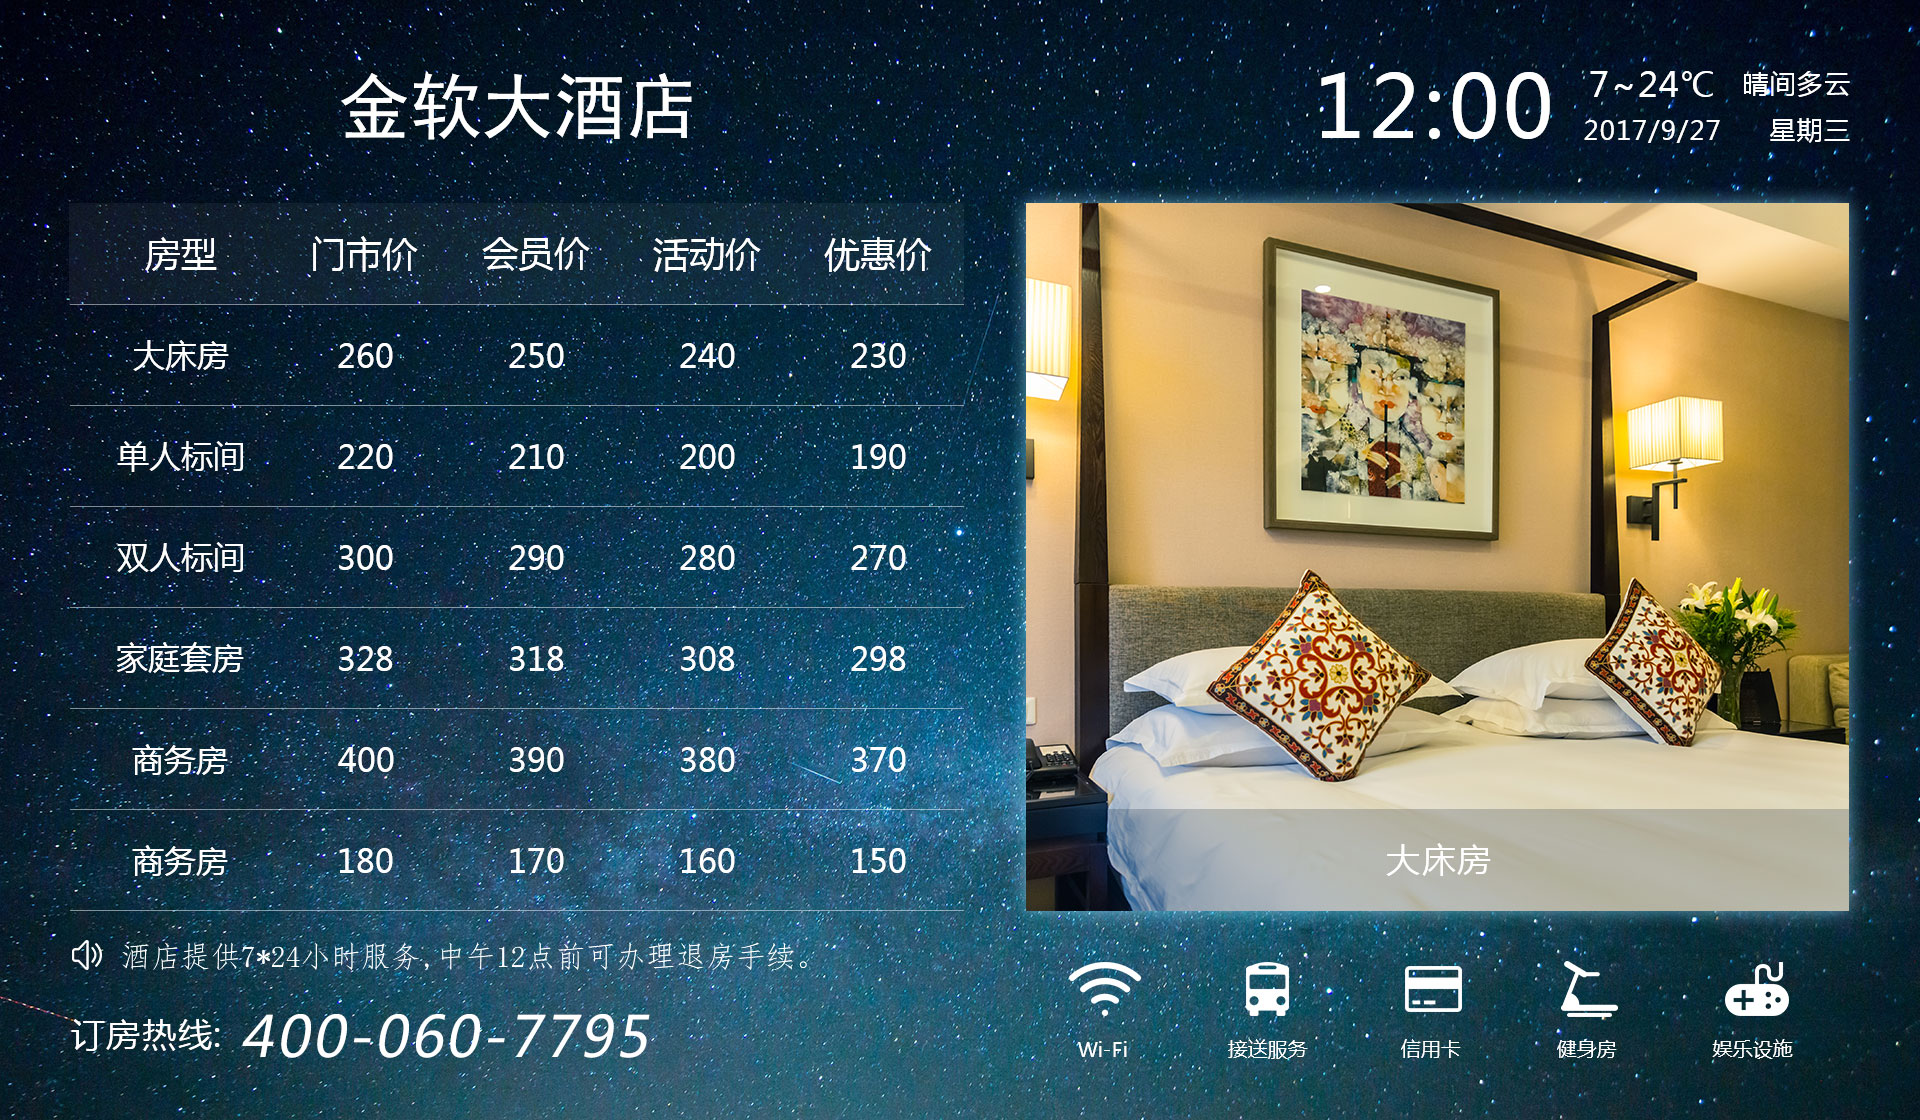 金软大酒店
12:00
7~24℃ 晴间多云
2017/9/27 星期三
房型 门市价 会员价 活动价 优惠价
大床房 260 250 240 230
单人标间 220 210 200 190
双人标间 300 290 280 270
家庭套房 328 318 308 298
商务房 400 390 380 370
商务房 180 170 160 150
大床房
酒店提供7*24小时服务,中午12点前可办理退房手续。
订房热线: 400-060-7795
Wi-Fi 接送服务 信用卡 健身房 娱乐设施